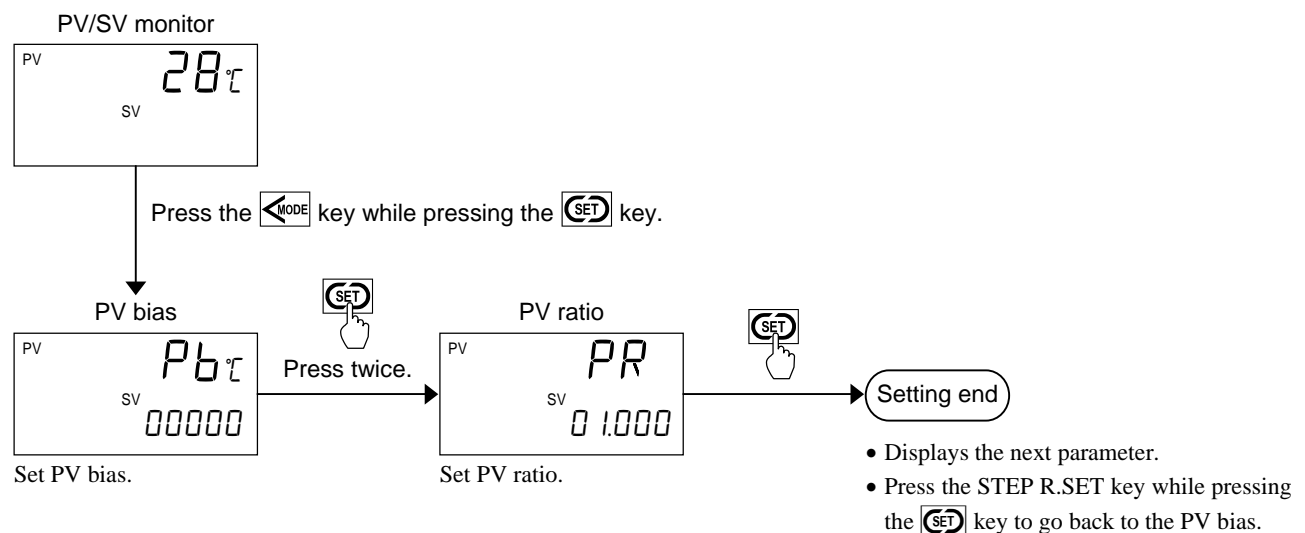 PV/SV monitor
PV
28℃
SV
Press the <MODE key while pressing the SET key.
PV bias
PV
Pb℃
SV
00000
Set PV bias.
SET
Press twice.
PV ratio
PV
PR
SV
01.000
Set PV ratio.
SET
Setting end
• Displays the next parameter.
• Press the STEP R.SET key while pressing
the SET key to go back to the PV bias.